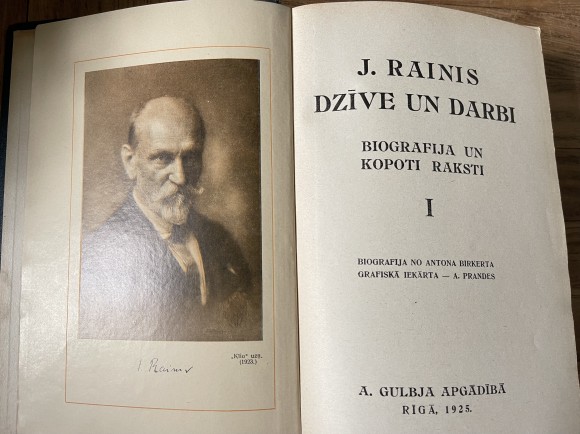 „Klio“ uzņ.
(1925.)
J. Rainis
J. RAINIS
DZĪVE UN DARBI
BIOGRAFIJA UN
KOPOTI RAKSTI
I
BIOGRAFIJA NO ANTONA BIRKERTA
GRAFISKĀ IEKĀRTA — A. PRANDES
A. GULBJA APGĀDĪBĀ
RĪGĀ, 1925.